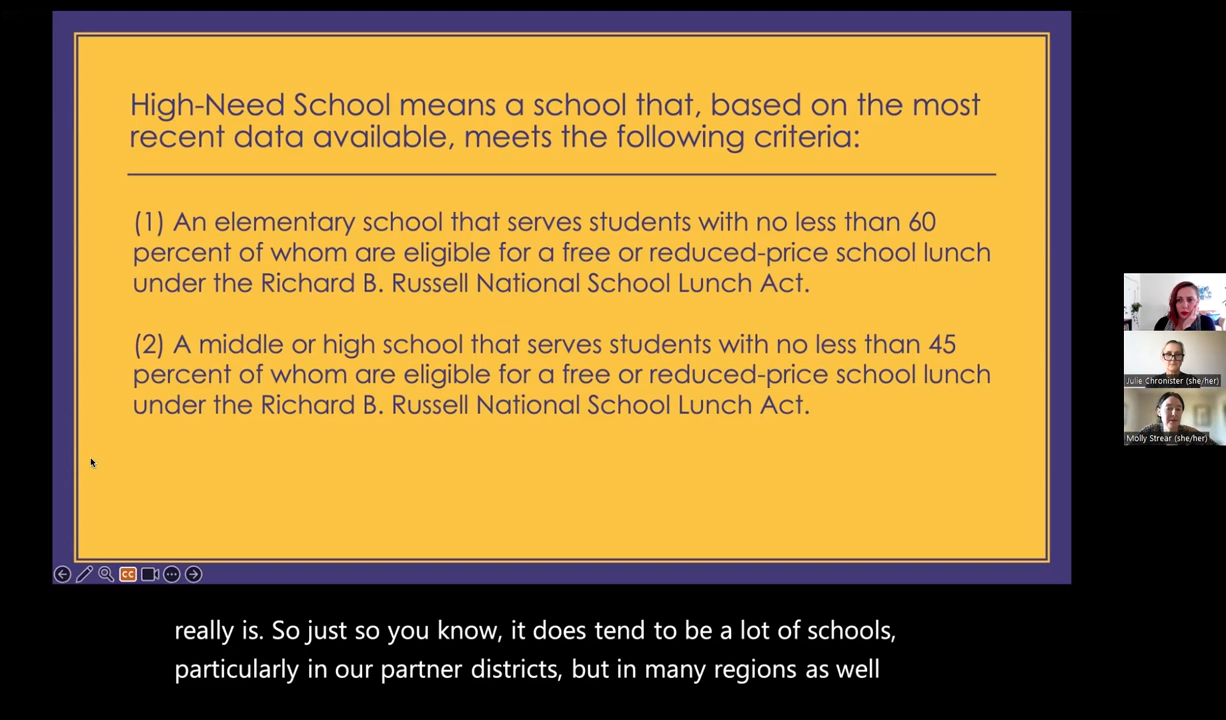 High-Need School means a school that, based on the most
recent data available, meets the following criteria:
(1) An elementary school that serves students with no less than 60
percent of whom are eligible for a free or reduced-price school lunch
under the Richard B. Russell National School Lunch Act.
(2) A middle or high school that serves students with no less than 45
percent of whom are eligible for a free or reduced-price school lunch
under the Richard B. Russell National School Lunch Act.
Julie Chronister (she/her)
Molly Strear (she/her)
CC
really is. So just so you know, it does tend to be a lot of schools,
particularly in our partner districts, but in many regions as well